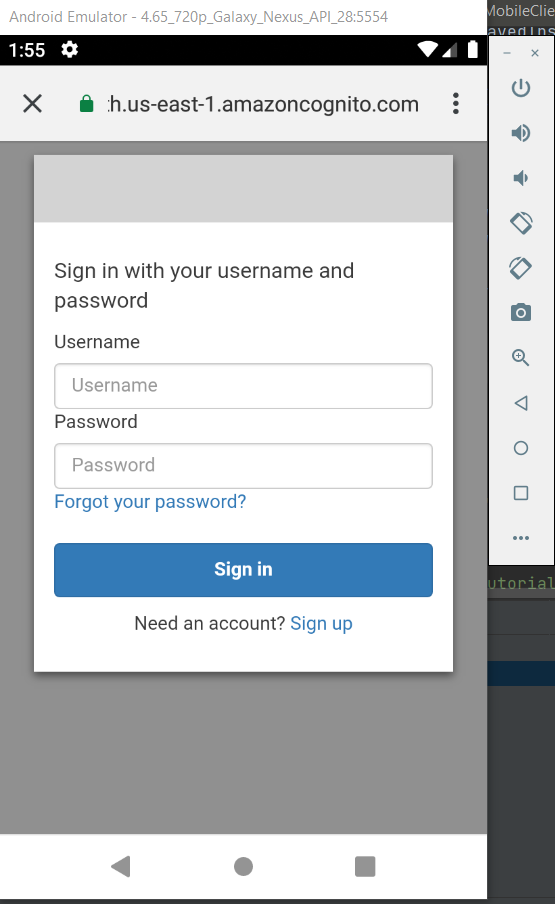 Android Emulator - 4.65_720p_Galaxy_Nexus_API_28:5554
MobileClie
avedIns
1:55
h.us-east-1.amazoncognito.com
Sign in with your username and
password
Username
Username
Password
Password
Forgot your password?
Sign in
utorial
Need an account? Sign up